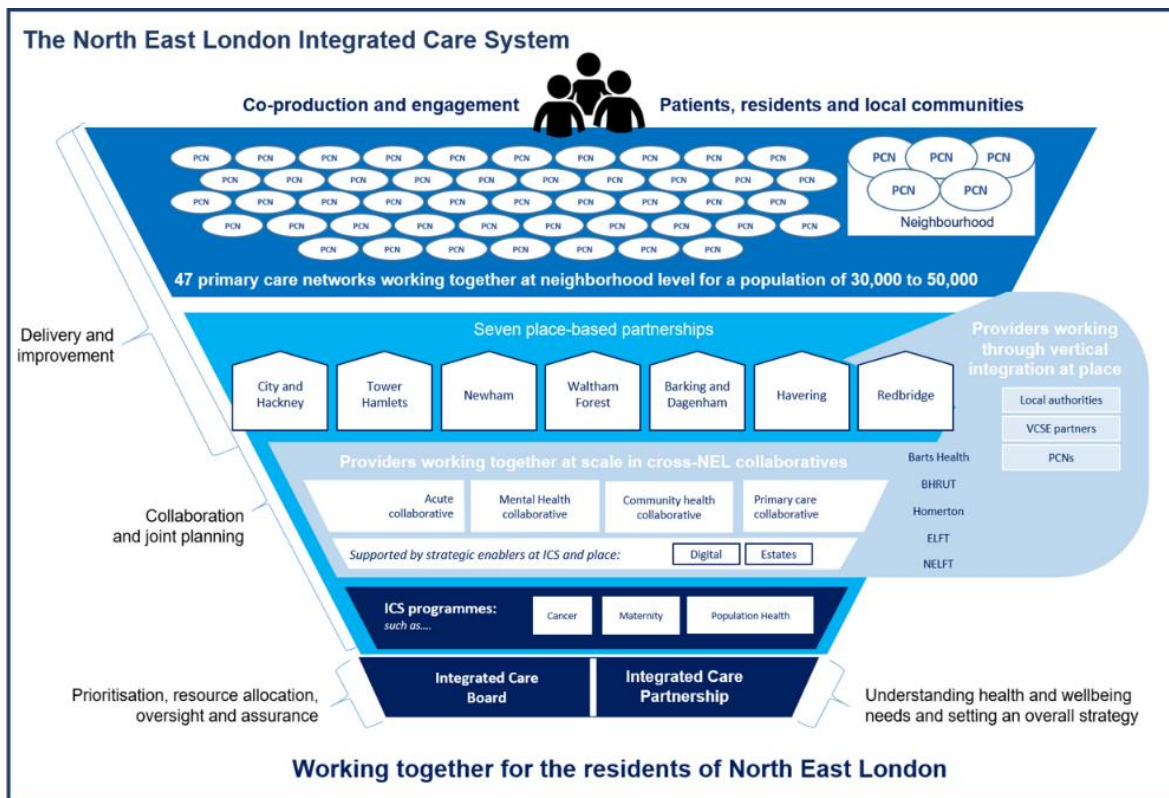 The North East London Integrated Care System
Co-production and engagement
Patients, residents and local communities
PCN PCN PCN PCN PCN PCN PCN PCN PCN PCN
PCN PCN PCN PCN PCN PCN PCN PCN PCN PCN
PCN PCN PCN PCN PCN PCN PCN PCN PCN PCN
PCN PCN PCN PCN PCN PCN PCN PCN PCN PCN
PCN PCN PCN PCN PCN PCN PCN
PCN PCN PCN
PCN PCN
Neighbourhood
47 primary care networks working together at neighborhood level for a population of 30,000 to 50,000
Delivery and
improvement
Seven place-based partnerships
City and
Hackney
Tower
Hamlets
Newham
Waltham
Forest
Barking and
Dagenham
Havering
Redbridge
Providers working
through vertical
integration at place
Local authorities
VCSE partners
PCNs
Barts Health
BHRUT
Homerton
ELFT
NELFT
Collaboration
and joint planning
Providers working together at scale in cross-NEL collaboratives
Acute
collaborative
Mental Health
collaborative
Community health
collaborative
Primary care
collaborative
Supported by strategic enablers at ICS and place:
Digital
Estates
ICS programmes:
such as....
Cancer
Maternity
Population Health
Prioritisation, resource allocation,
oversight and assurance
Integrated Care
Board
Integrated Care
Partnership
Understanding health and wellbeing
needs and setting an overall strategy
Working together for the residents of North East London